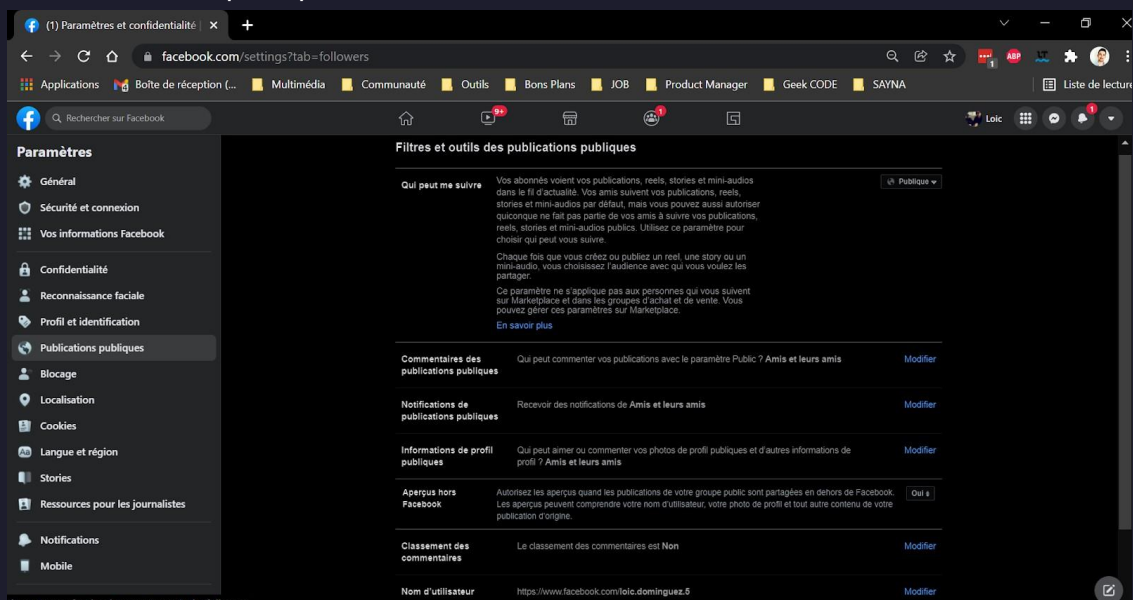 (1) Paramètres et confidentialité |
facebook.com/settings?tab=followers
1
ABP
Applications
Boîte de réception (...
Multimédia
Communauté
Outils
Bons Plans
JOB
Product Manager
Geek CODE
SAYNA
Liste de lecture
Rechercher sur Facebook
9+
1
Loic
1
Paramètres
Général
Sécurité et connexion
Vos informations Facebook
Confidentialité
Reconnaissance faciale
Profil et identification
Publications publiques
Blocage
Localisation
Cookies
Aa
Langue et région
Stories
Ressources pour les journalistes
Notifications
Mobile
Filtres et outils des publications publiques
Qui peut me suivre
Vos abonnés voient vos publications, reels, stories et mini-audios
dans le fil d'actualité. Vos amis suivent vos publications, reels,
stories et mini-audios par défaut, mais vous pouvez aussi autoriser
quiconque ne fait pas partie de vos amis à suivre vos publications,
reels, stories et mini-audios publics. Utilisez ce paramètre pour
choisir qui peut vous suivre.
Publique
Chaque fois que vous créez ou publiez un reel, une story ou un
mini-audio, vous choisissez l'audience avec qui vous voulez les
partager.
Ce paramètre ne s'applique pas aux personnes qui vous suivent
sur Marketplace et dans les groupes d'achat et de vente. Vous
pouvez gérer ces paramètres sur Marketplace.
En savoir plus
Commentaires des
publications publiques
Qui peut commenter vos publications avec le paramètre Public ? Amis et leurs amis
Modifier
Notifications de
publications publiques
Recevoir des notifications de Amis et leurs amis
Modifier
Informations de profil
publiques
Qui peut aimer ou commenter vos photos de profil publiques et d'autres informations de
profil ? Amis et leurs amis
Modifier
Aperçus hors
Facebook
Autorisez les aperçus quand les publications de votre groupe public sont partagées en dehors de Facebook.
Les aperçus peuvent comprendre votre nom d'utilisateur, votre photo de profil et tout autre contenu de votre
publication d'origine.
Oui
Classement des
commentaires
Le classement des commentaires est Non
Modifier
Nom d'utilisateur
https://www.facebook.com/loic.dominguez.5
Modifier